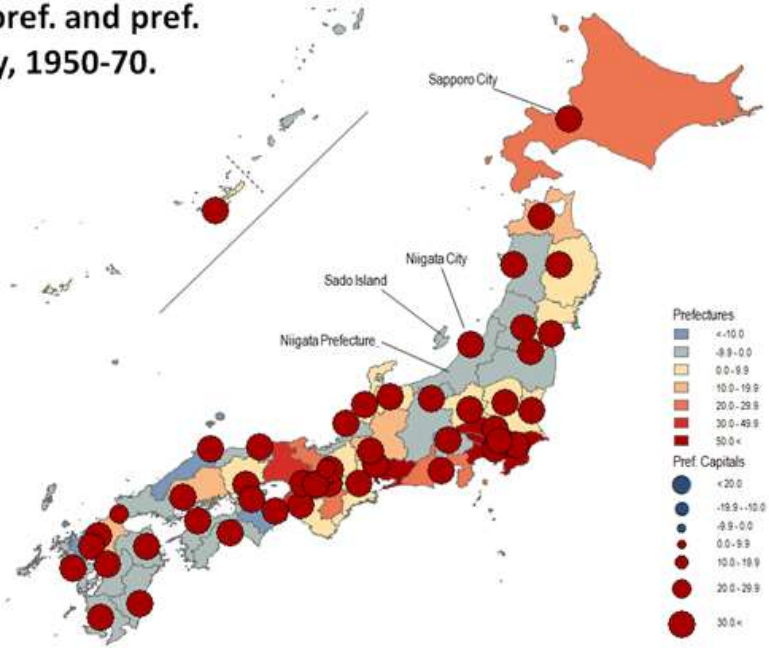 pref. and pref.
y, 1950-70.
Sapporo City
Niigata City
Sado Island
Niigata Prefecture
Prefectures
< -10.0
-9.9 - 0.0
0.0 - 9.9
10.0 - 19.9
20.0 - 29.9
30.0 - 49.9
50.0 <
Pref. Capitals
< 20.0
-19.9 - -10.0
-9.9 - 0.0
0.0 - 9.9
10.0 - 19.9
20.0 - 29.9
30.0 <